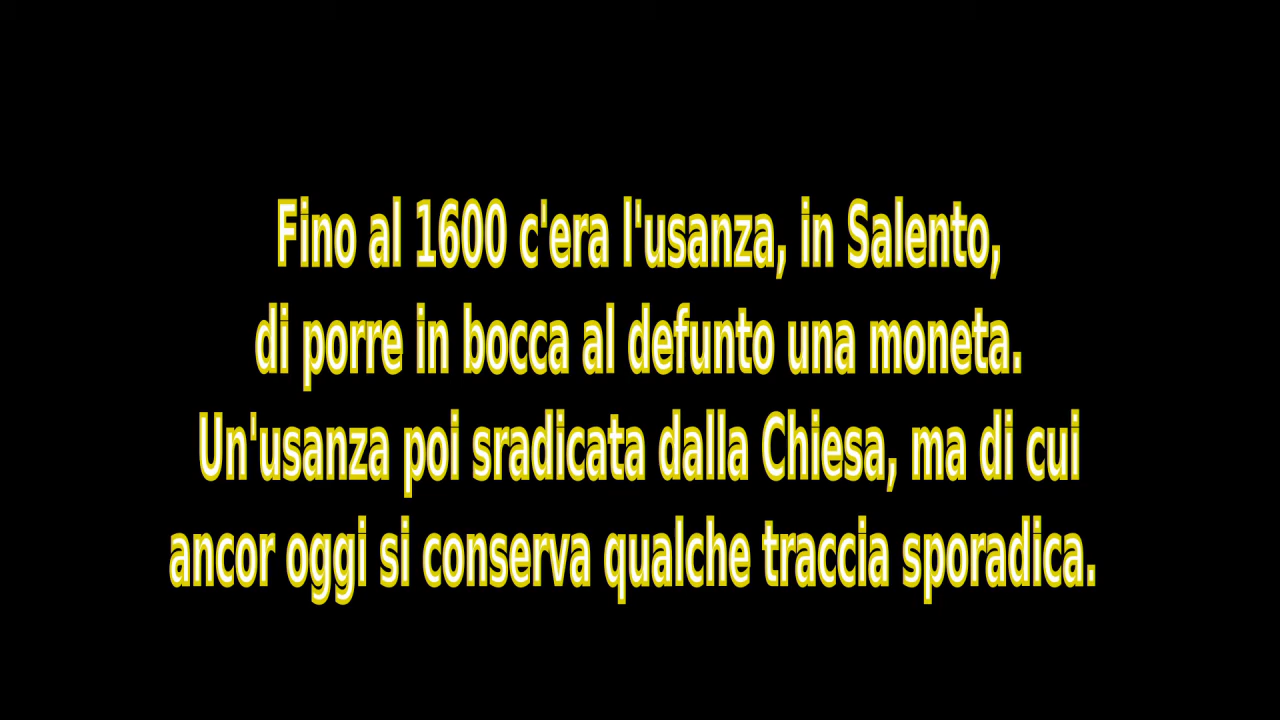 Fino al 1600 c'era l'usanza, in Salento,
di porre in bocca al defunto una moneta.
Un'usanza poi sradicata dalla Chiesa, ma di cui
ancor oggi si conserva qualche traccia sporadica.